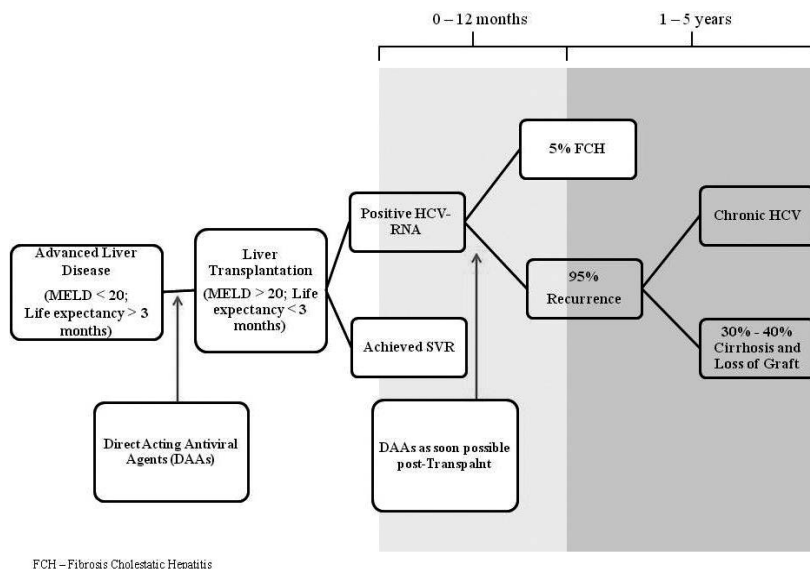 0 – 12 months
1 – 5 years
5% FCH
Positive HCV-
RNA
Chronic HCV
Advanced Liver
Disease
(MELD < 20;
Life expectancy > 3
months)
Liver
Transplantation
(MELD > 20; Life
expectancy < 3
months)
95%
Recurrence
Achieved SVR
30% - 40%
Cirrhosis and
Loss of Graft
Direct Acting Antiviral
Agents (DAAs)
DAAs as soon possible
post-Transpalnt
FCH – Fibrosis Cholestatic Hepatitis